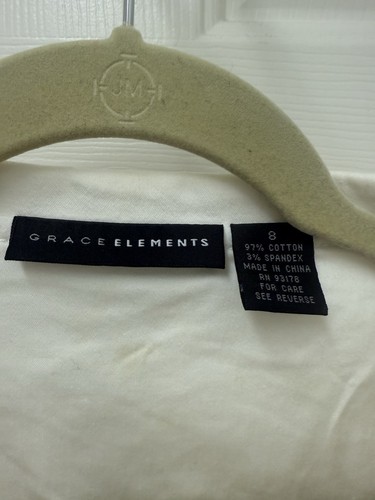 JM
GRACE ELEMENTS
8
97% COTTON
3% SPANDEX
MADE IN CHINA
RN 93178
FOR CARE
SEE REVERSE